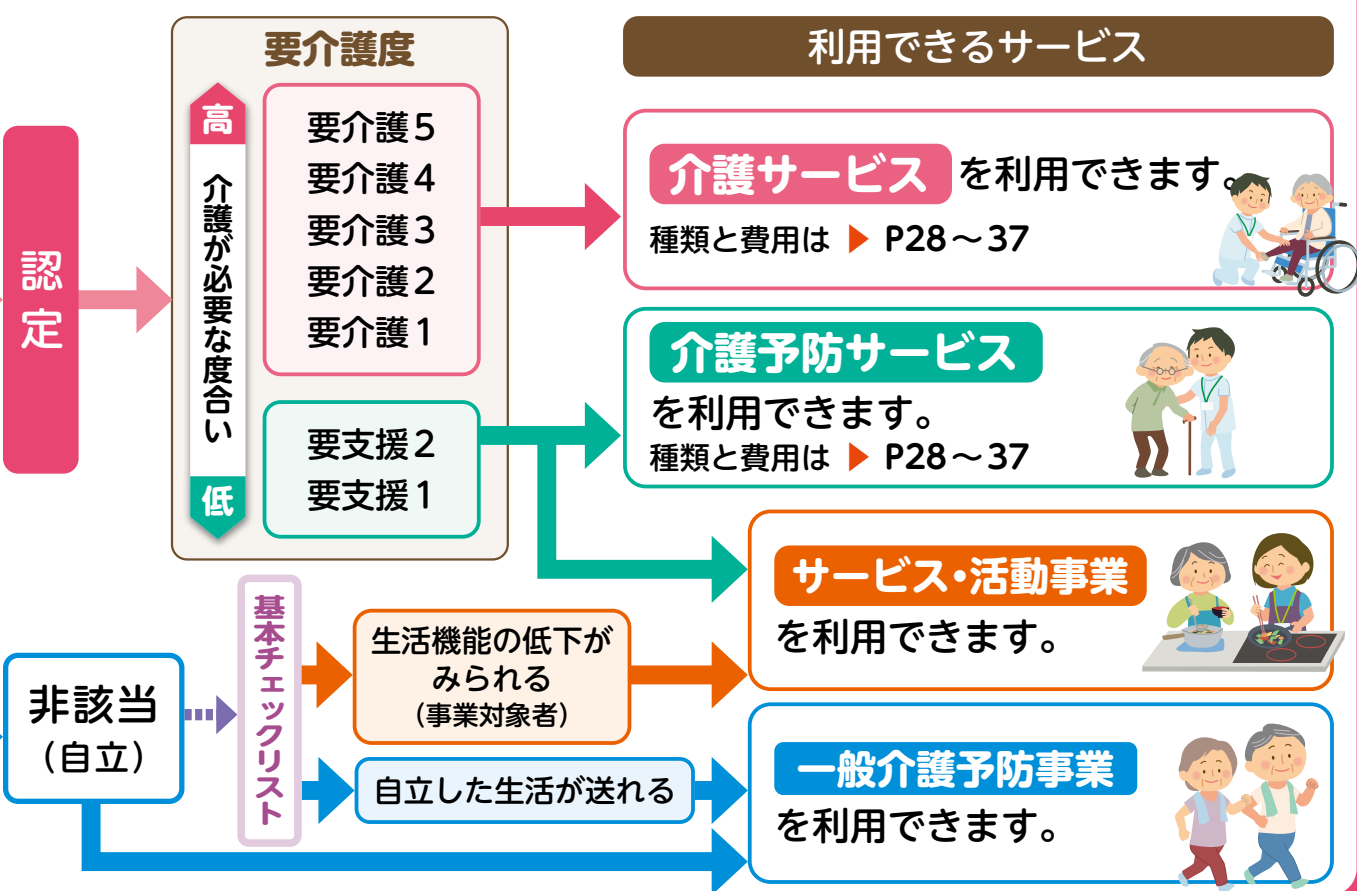 認定
要介護度
高
介護が必要な度合い
低
要介護5
要介護4
要介護3
要介護2
要介護1
要支援2
要支援1
利用できるサービス
介護サービス を利用できます。
種類と費用は ▶ P28～37
介護予防サービス
を利用できます。
種類と費用は ▶ P28～37
サービス・活動事業
を利用できます。
非該当
（自立）
基本チェックリスト
生活機能の低下が
みられる
（事業対象者）
自立した生活が送れる
一般介護予防事業
を利用できます。